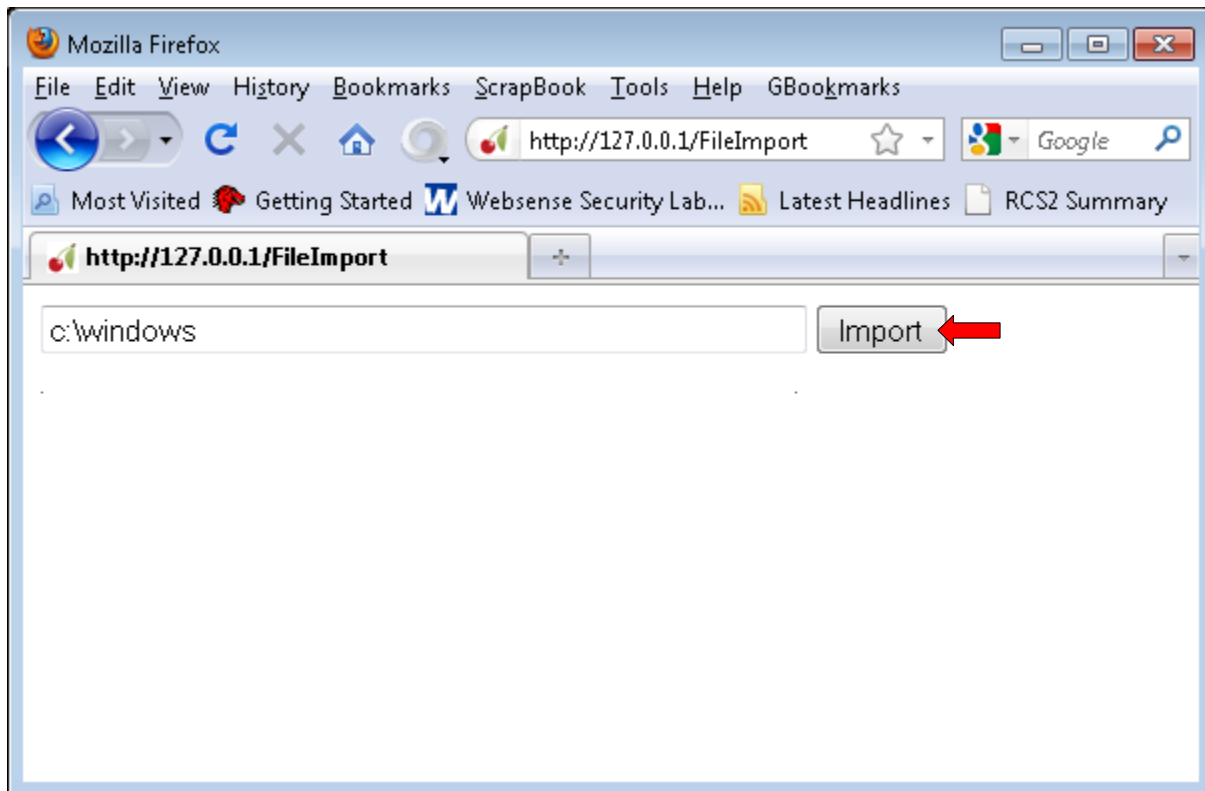 Mozilla Firefox
File Edit View History Bookmarks ScrapBook Tools Help GBookmarks
http://127.0.0.1/FileImport Google
Most Visited Getting Started W Websense Security Lab... Latest Headlines RCS2 Summary
http://127.0.0.1/FileImport
c:\windows Import